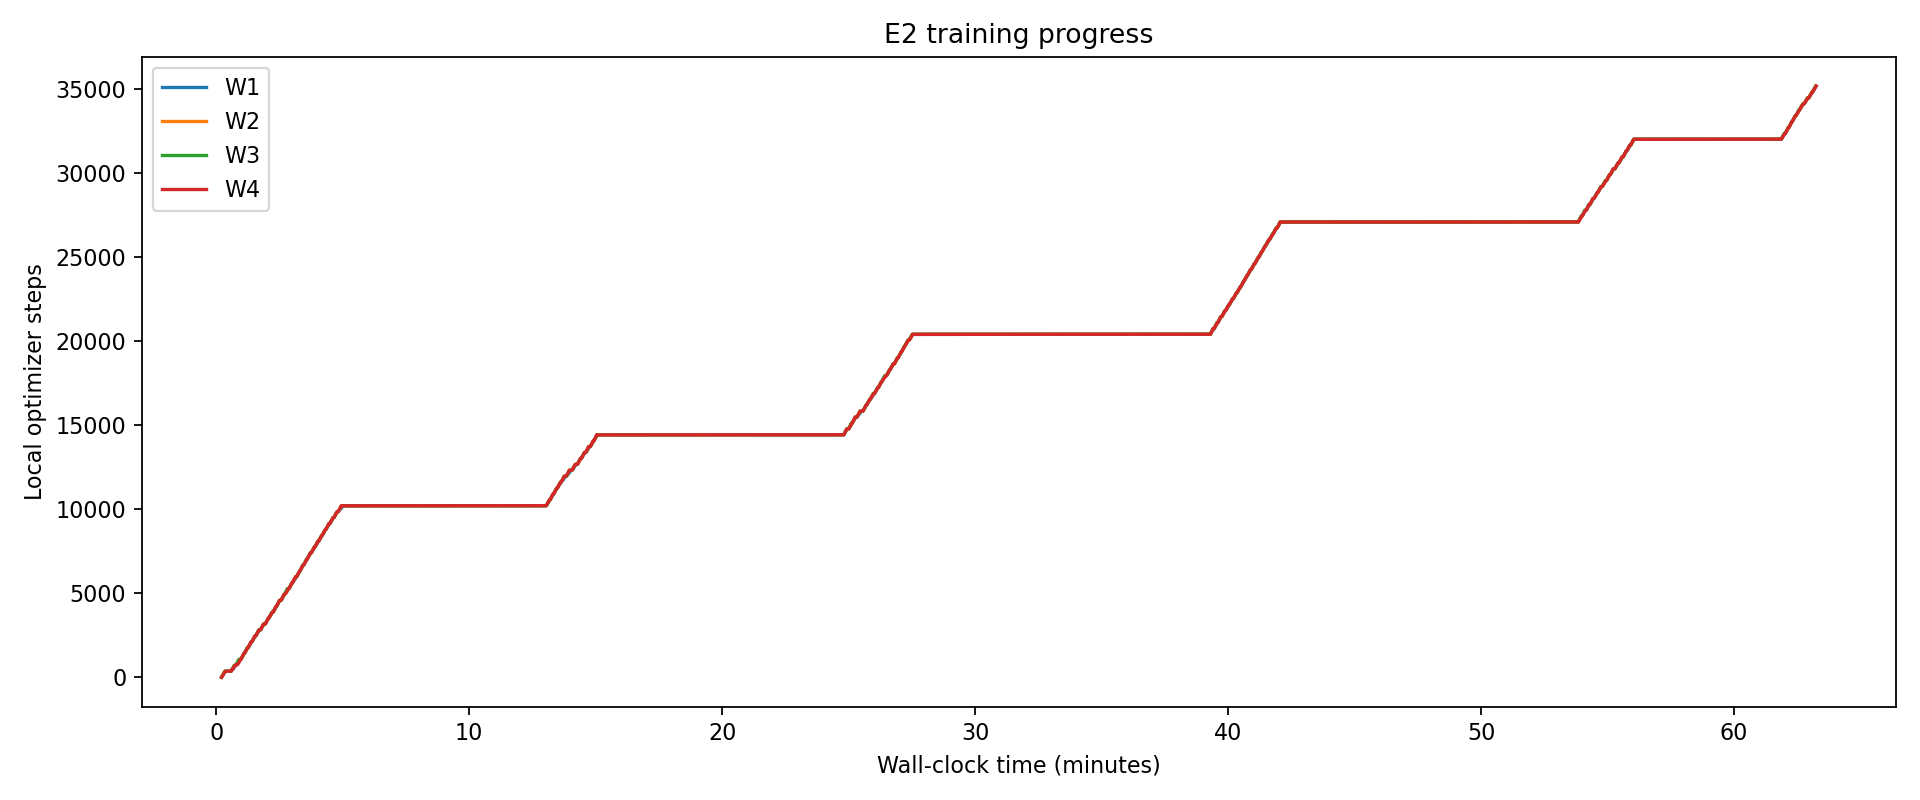 E2 training progress
W1
W2
W3
W4
Local optimizer steps
35000
30000
25000
20000
15000
10000
5000
0
0 10 20 30 40 50 60
Wall-clock time (minutes)